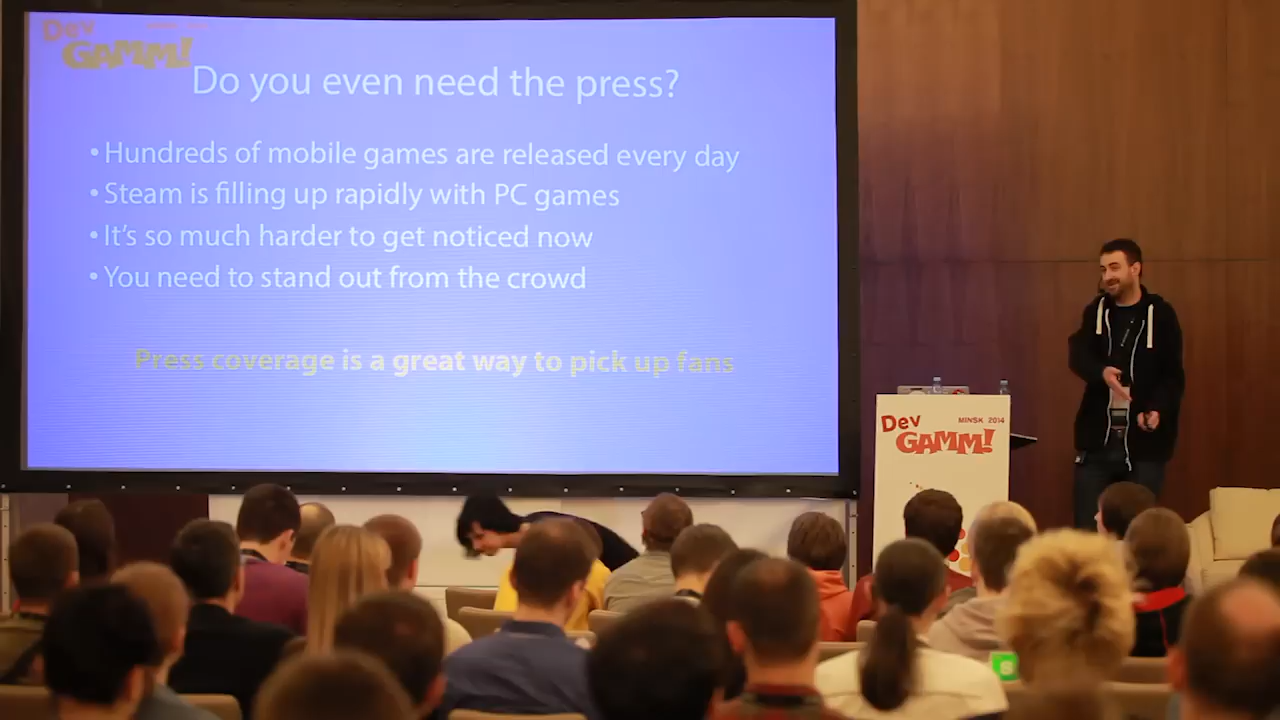 Dev
GAMM!
Do you even need the press?
• Hundreds of mobile games are released every day
• Steam is filling up rapidly with PC games
• It's so much harder to get noticed now
• You need to stand out from the crowd
Press coverage is a great way to pick up fans
Dev MINSK 2014
GAMM!